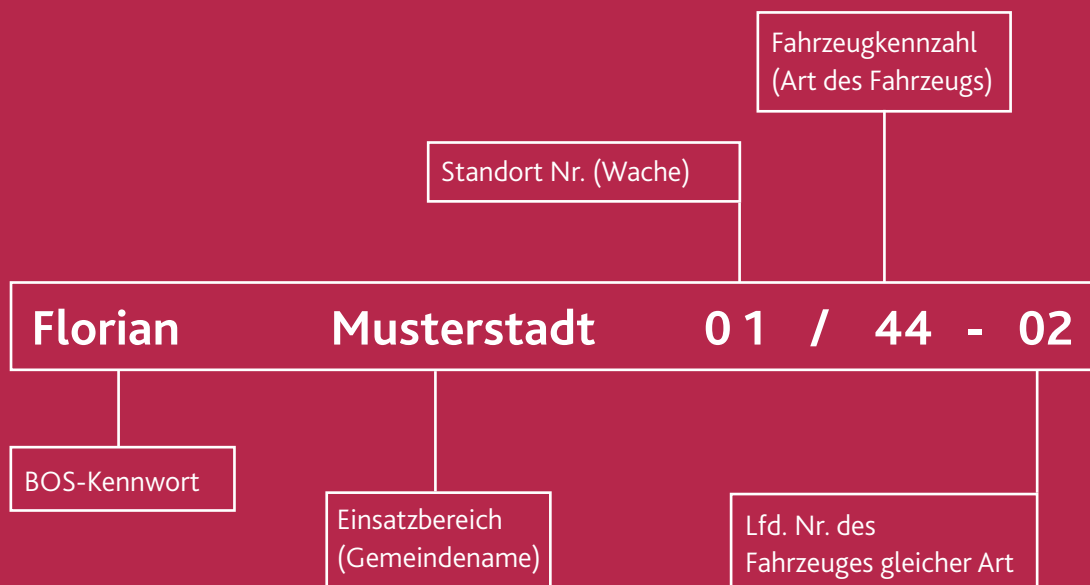 Fahrzeugkennzahl
(Art des Fahrzeugs)
Standort Nr. (Wache)
Florian Musterstadt 01 / 44 - 02
BOS-Kennwort
Einsatzbereich
(Gemeindename)
Lfd. Nr. des
Fahrzeuges gleicher Art